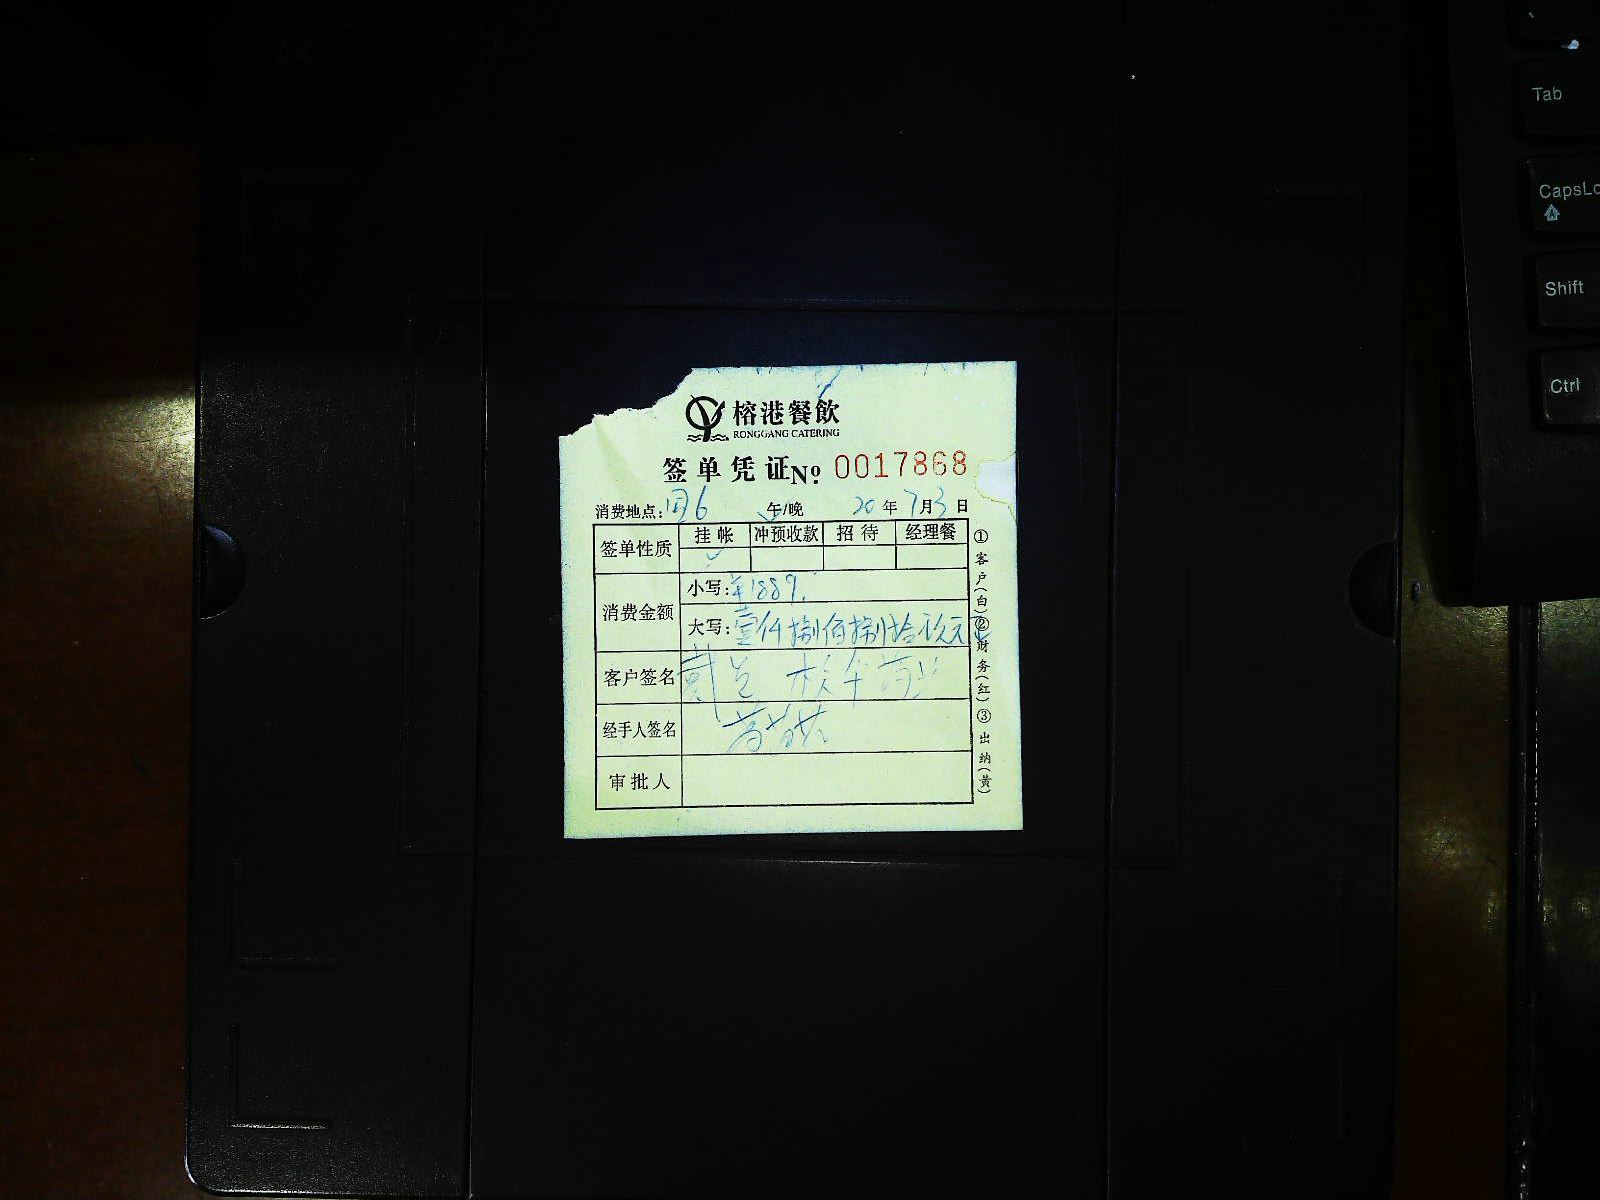 榕港餐飲
RONGGANG CATERING
签单凭证 No: 0017868
消费地点: 午/晚 20年7月3日
签单性质 挂帐 冲预收款 招待 经理餐
消费金额 小写:¥1889.
大写:壹仟捌佰捌拾玖元
客户签名
经手人签名
审批人
①客户(白)②财务(红)③出纳(黄)
Tab
CapsLo
Shift
Ctrl